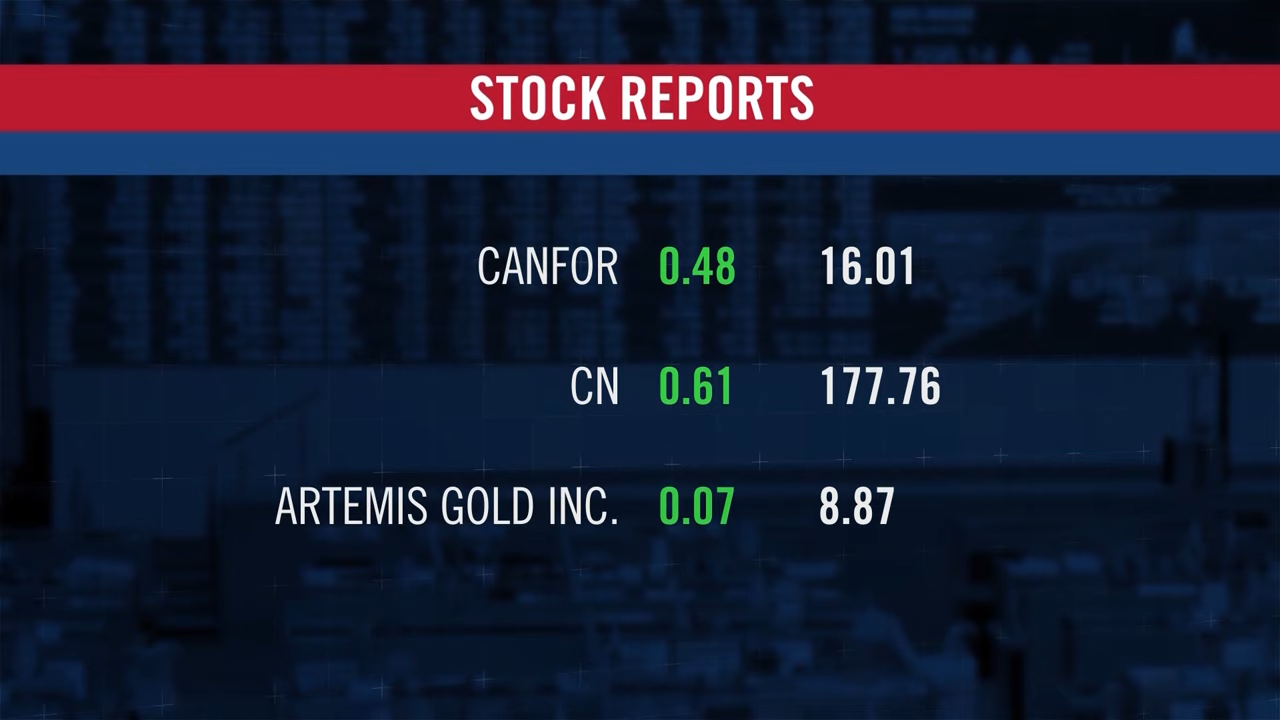 STOCK REPORTS
CANFOR 0.48 16.01
CN 0.61 177.76
ARTEMIS GOLD INC. 0.07 8.87